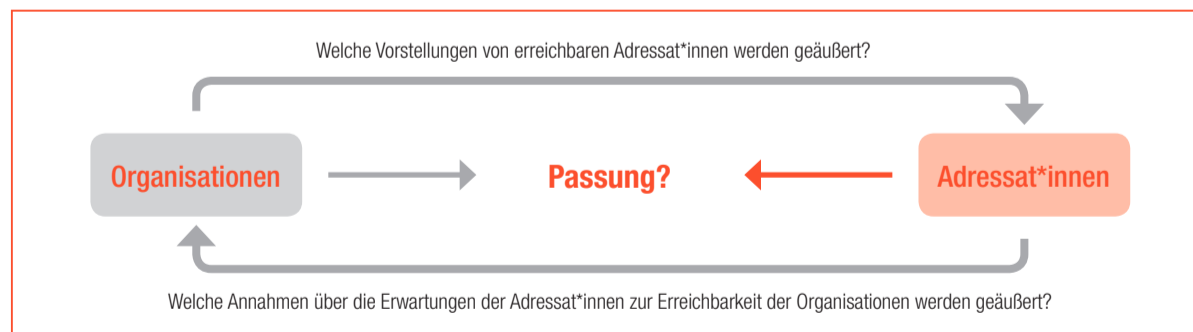 Welche Vorstellungen von erreichbaren Adressat*innen werden geäußert?
Organisationen
Passung?
Adressat*innen
Welche Annahmen über die Erwartungen der Adressat*innen zur Erreichbarkeit der Organisationen werden geäußert?